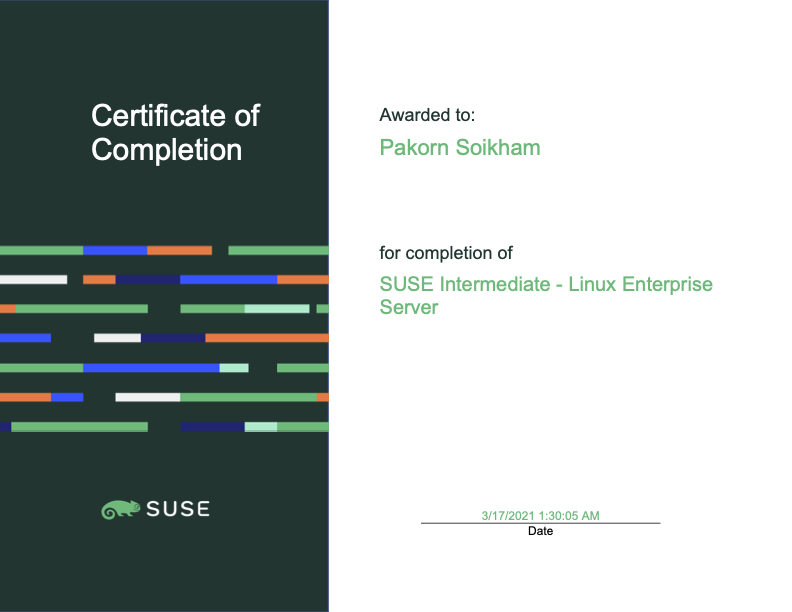 Certificate of
Completion
SUSE
Awarded to:
Pakorn Soikham
for completion of
SUSE Intermediate - Linux Enterprise
Server
3/17/2021 1:30:05 AM
Date